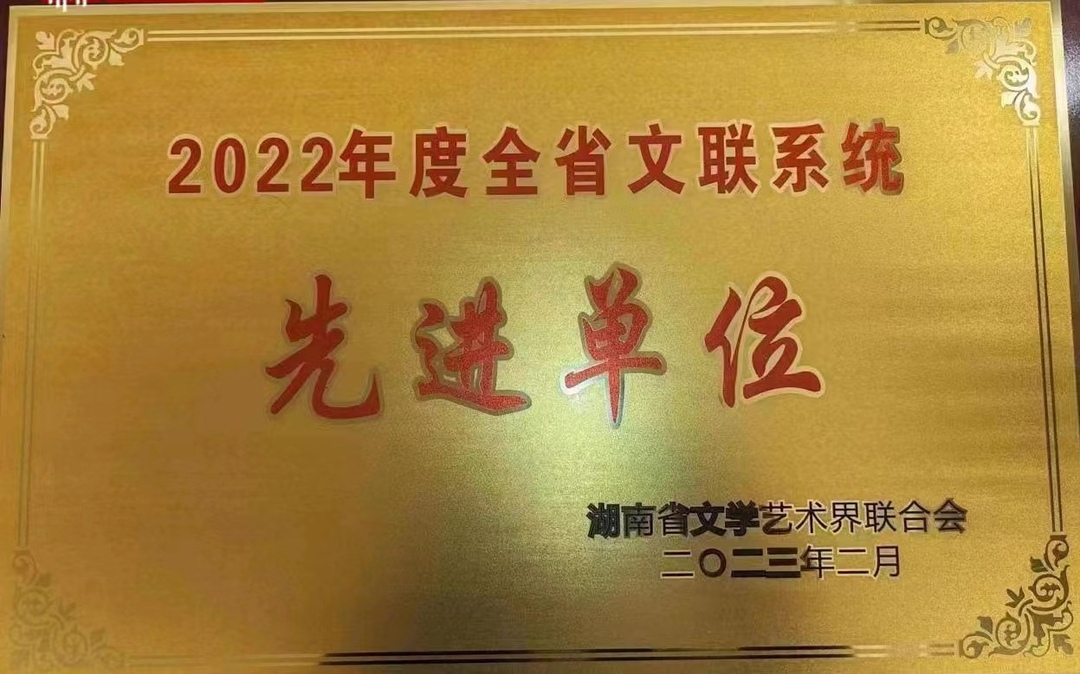 2022年度全省文联系统
先进单位
湖南省文学艺术界联合会
二〇二三年二月